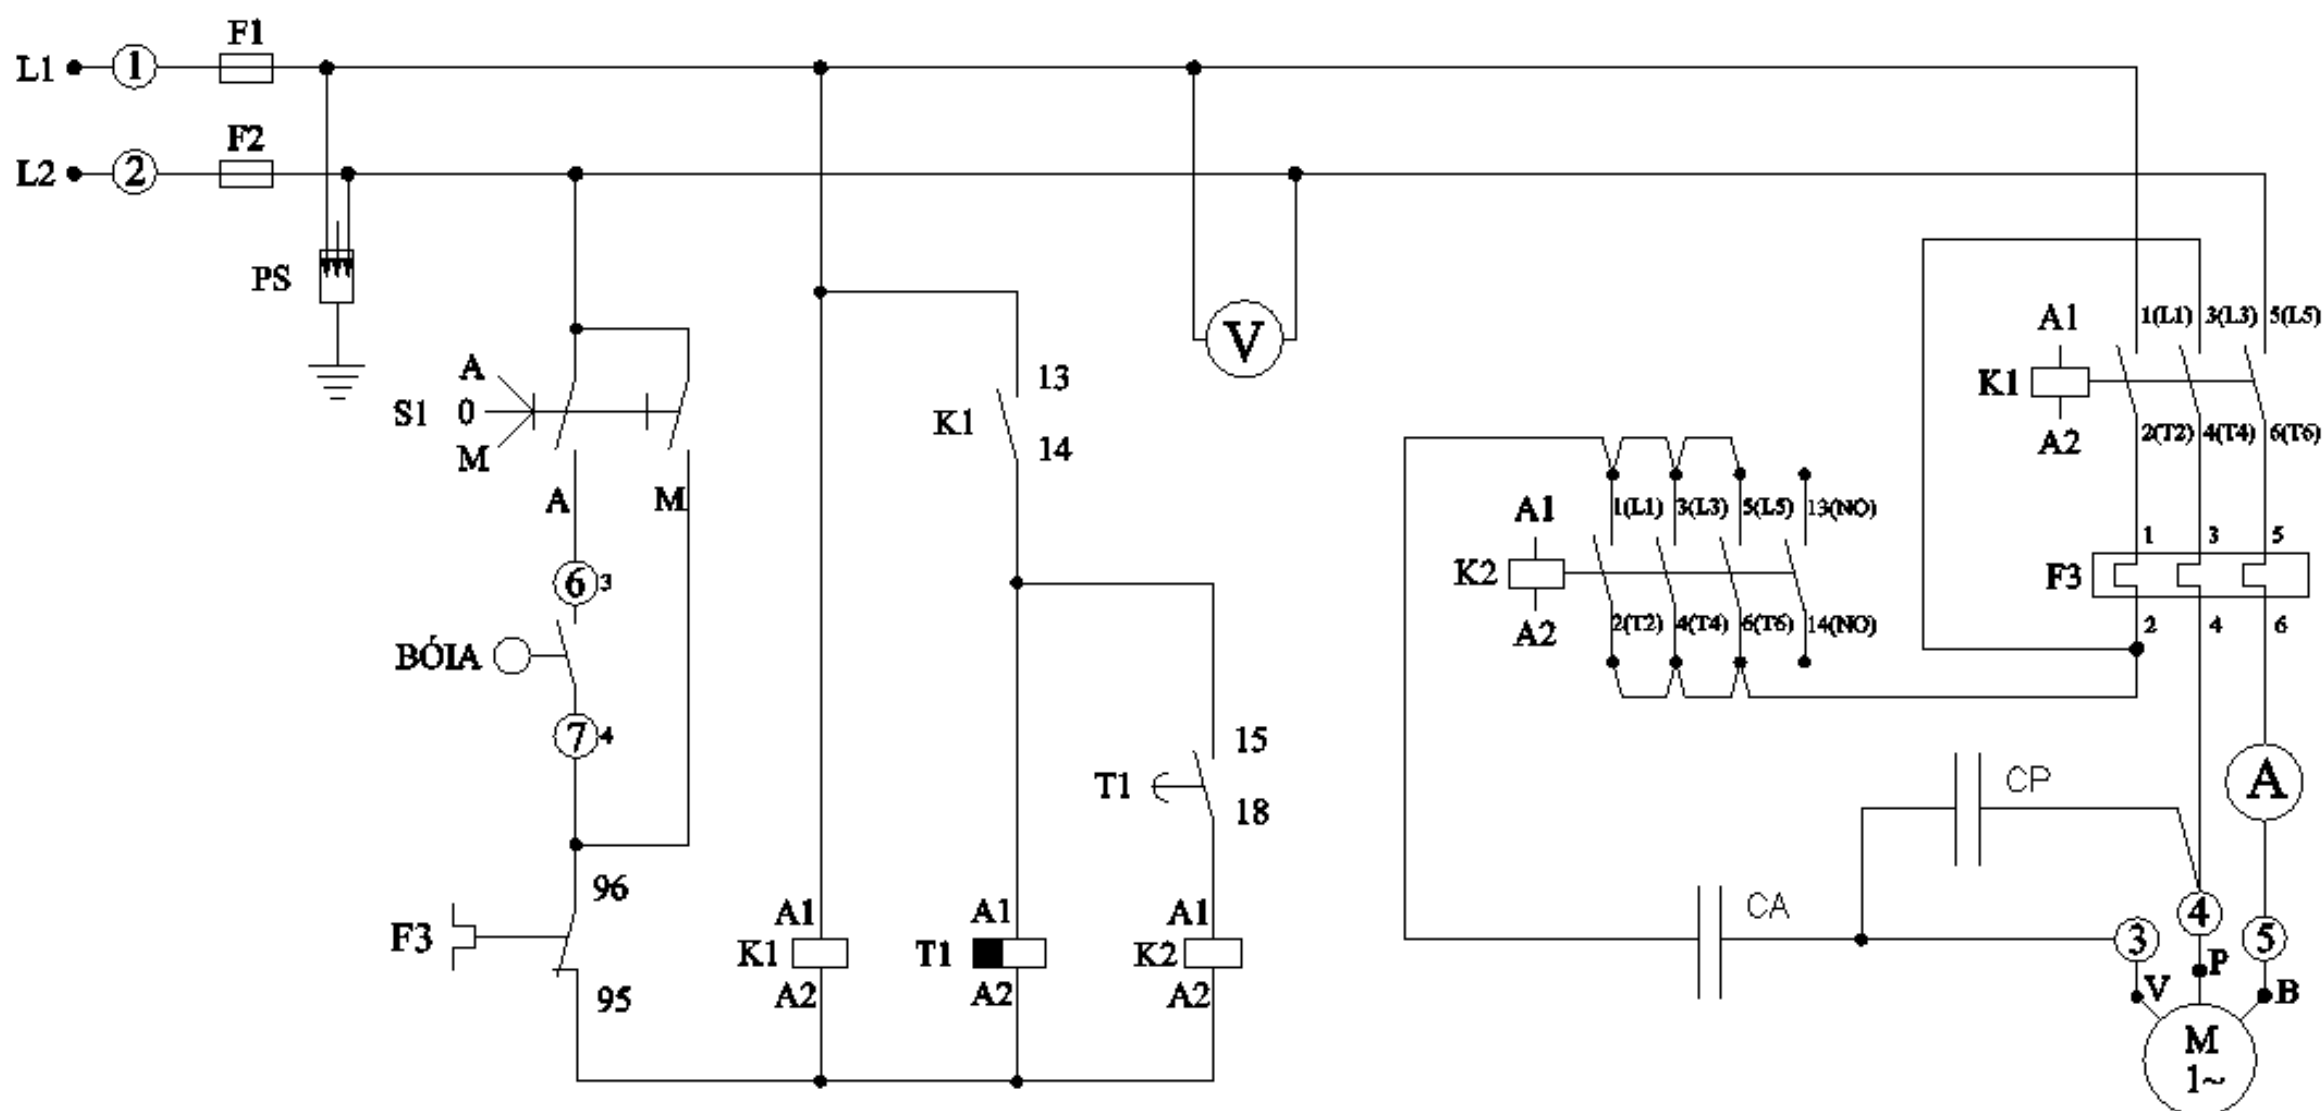 F1
L1 1
F2
L2 2
PS
V
A
S1 0
M
A M
13
K1
14
A1 1(L1) 3(L3) 5(L5)
K1
A2 2(T2) 4(T4) 6(T6)
A1 1(L1) 3(L3) 5(L5) 13(NO)
K2
A2 2(T2) 4(T4) 6(T6) 14(NO)
1 3 5
F3
2 4 6
6 3
BÓIA
7 4
15
T1
18
CP
A
96
F3
95
A1 A1 A1
K1 T1 K2
A2 A2 A2
CA
3 4 5
V P B
M
1~